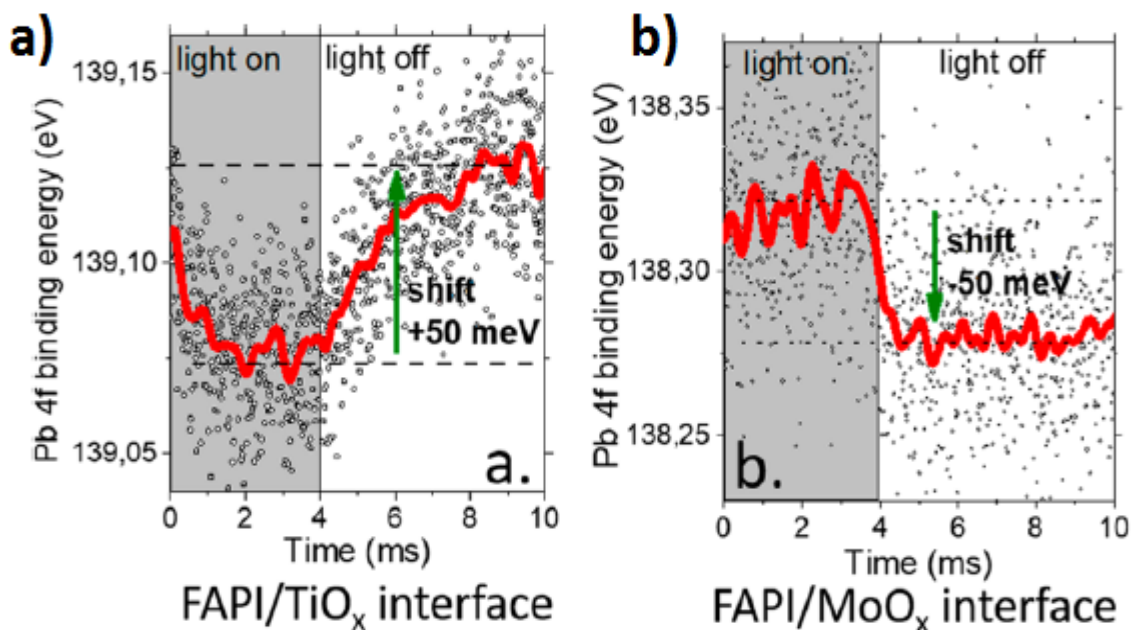 a)
light on
light off
139,15
139,10
139,05
Pb 4f binding energy (eV)
shift
+50 meV
a.
0 2 4 6 8 10
Time (ms)
FAPI/TiOₓ interface
b)
light on
light off
138,35
138,30
138,25
Pb 4f binding energy (eV)
shift
-50 meV
b.
0 2 4 6 8 10
Time (ms)
FAPI/MoOₓ interface